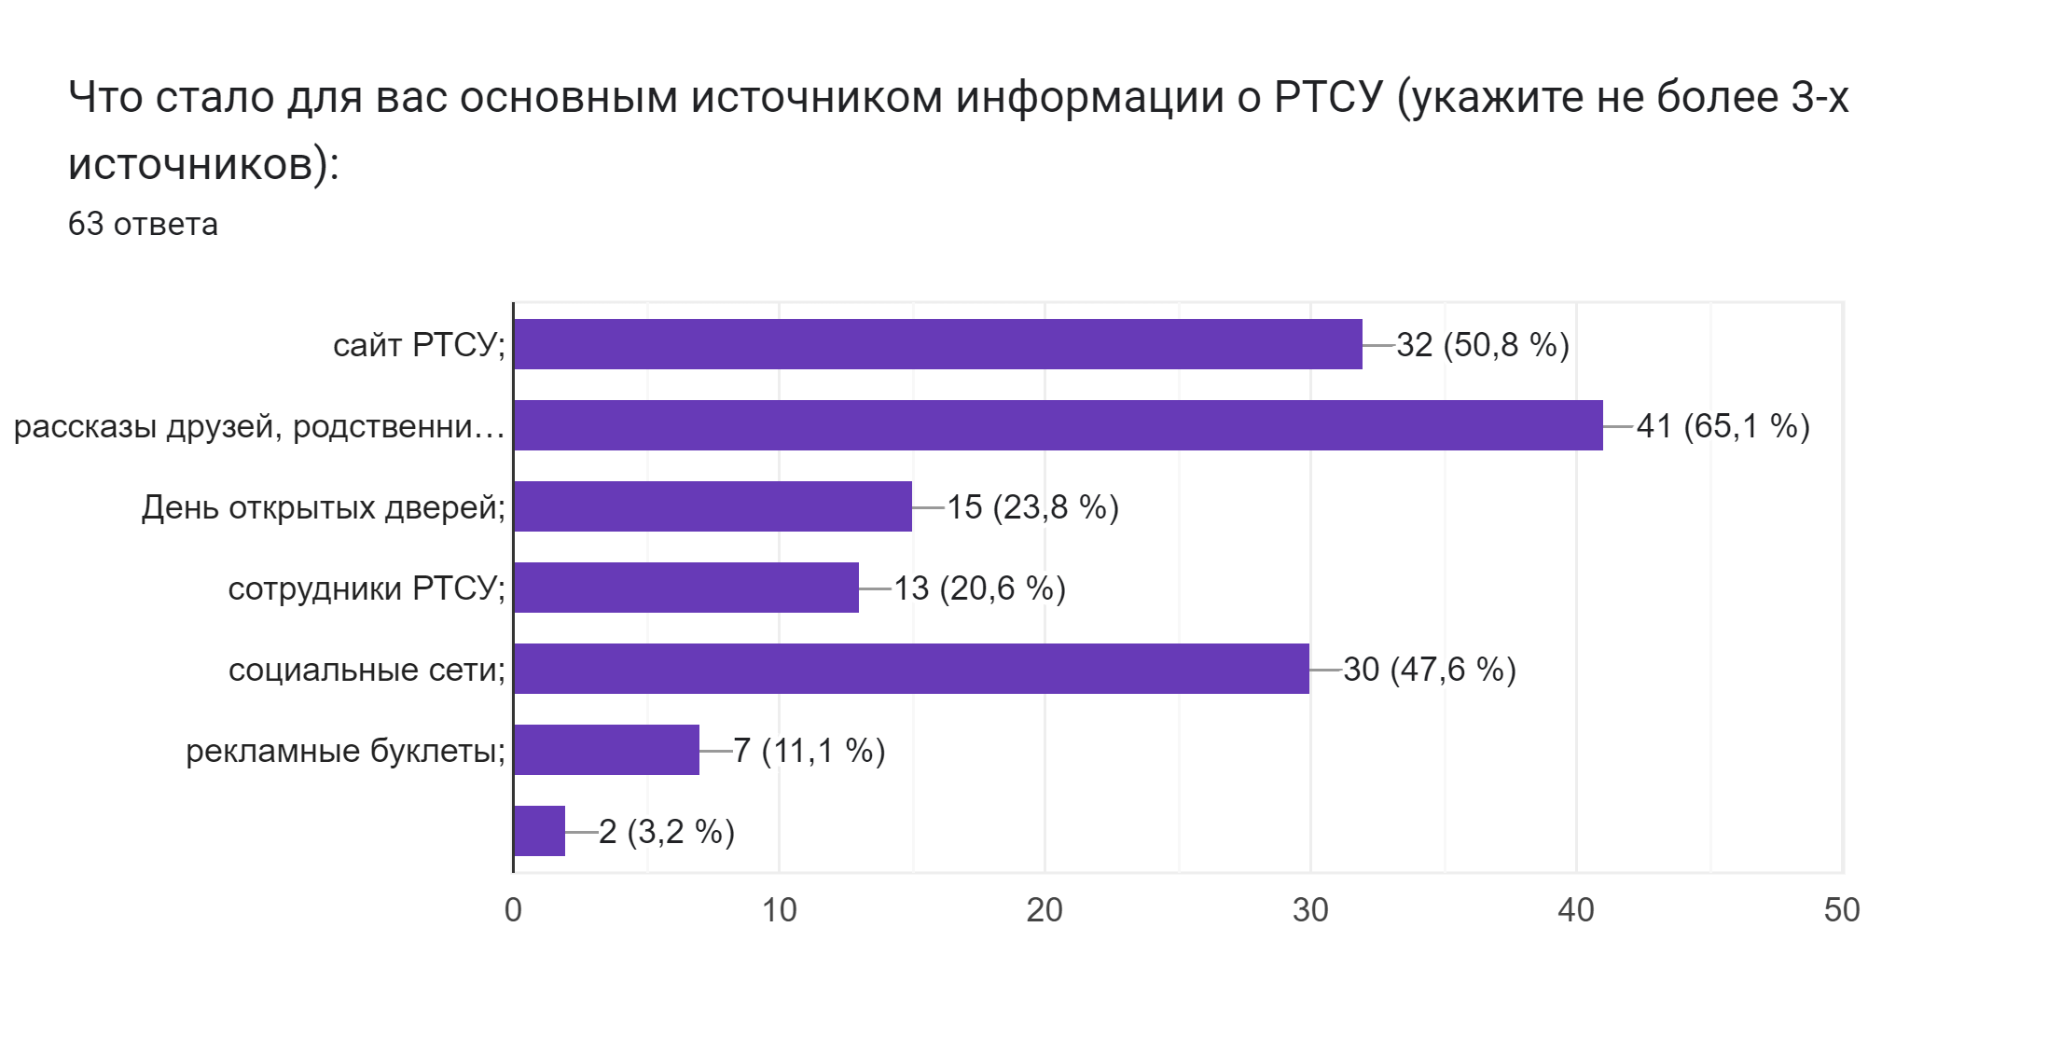 Что стало для вас основным источником информации о РТСУ (укажите не более 3-х
источников):
63 ответа
сайт РТСУ;
32 (50,8 %)
рассказы друзей, родственни…
41 (65,1 %)
День открытых дверей;
15 (23,8 %)
сотрудники РТСУ;
13 (20,6 %)
социальные сети;
30 (47,6 %)
рекламные буклеты;
7 (11,1 %)
2 (3,2 %)
0 10 20 30 40 50